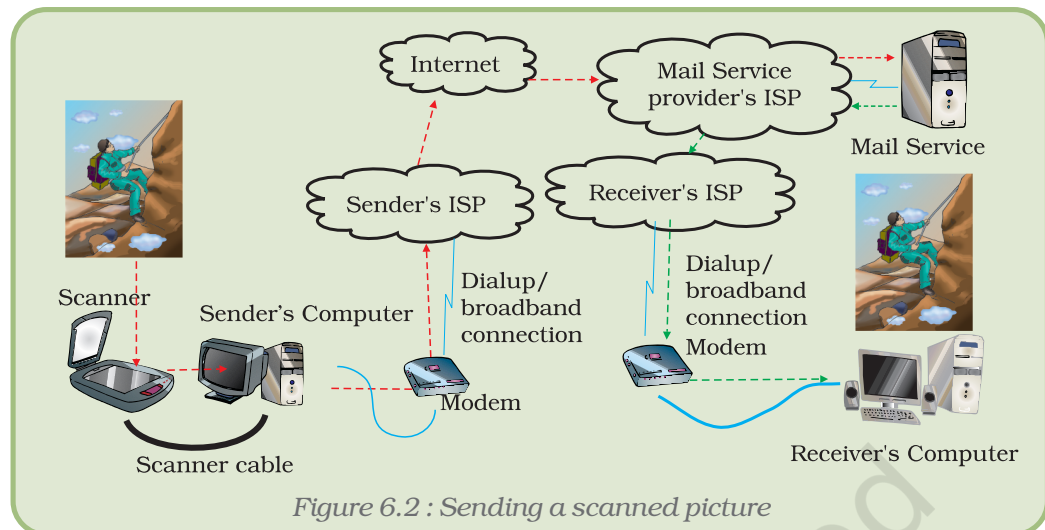 Internet
Mail Service
provider's ISP
Mail Service
Sender's ISP
Receiver's ISP
Scanner
Sender's Computer
Dialup/
broadband
connection
Modem
Dialup/
broadband
connection
Modem
Scanner cable
Receiver's Computer
Figure 6.2 : Sending a scanned picture